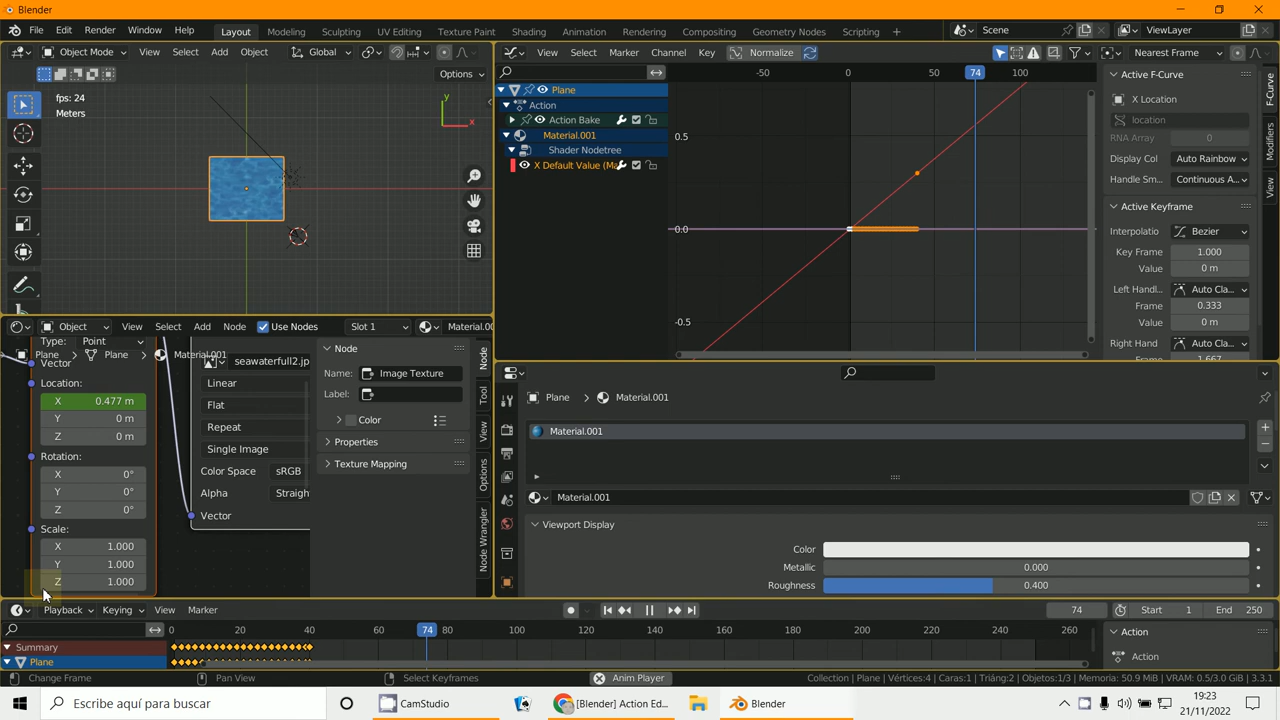 Blender
File Edit Render Window Help Layout Modeling Sculpting UV Editing Texture Paint Shading Animation Rendering Compositing Geometry Nodes Scripting + Scene ViewLayer
Object Mode View Select Add Object Global
Options
fps: 24
Meters
y
x
View Select Marker Channel Key Normalize Nearest Frame
-50 0 50 74 100
Plane
Action
Action Bake
Material.001
Shader Nodetree
X Default Value (Ma
0.5
0.0
-0.5
Active F-Curve
X Location
location
RNA Array 0
Display Col Auto Rainbow
Handle Sm... Continuous A...
Active Keyframe
Interpolatio Bezier
Key Frame 1.000
Value 0 m
Left Handl... Auto Cla...
Frame 0.333
Value 0 m
Right Hand Auto Cla...
Frame 1.667
F-Curve
Modifiers
View
Object View Select Add Node Use Nodes Slot 1 Material.00
Type: Point
Plane Plane Material.001
Vector
Location:
X 0.477 m
Y 0 m
Z 0 m
Rotation:
X 0°
Y 0°
Z 0°
Scale:
X 1.000
Y 1.000
Z 1.000
seawaterfull2.jp
Linear
Flat
Repeat
Single Image
Color Space sRGB
Alpha Straigh
Vector
Node
Name: Image Texture
Label:
Color
Properties
Texture Mapping
Node
Tool
View
Options
Node Wrangler
Plane Material.001
Material.001
Material.001
Viewport Display
Color
Metallic 0.000
Roughness 0.400
Playback Keying View Marker 74 Start 1 End 250
0 20 40 60 74 80 100 120 140 160 180 200 220 240 260
Summary
Plane
Action
Action
Change Frame Pan View Select Keyframes Anim Player Collection | Plane | Vértices:4 | Caras:1 | Triáng:2 | Objetos:1/3 | Memoria: 50.9 MiB | VRAM: 0.5/3.0 GiB | 3.3.1
Escribe aquí para buscar CamStudio [Blender] Action Ed... Blender 19:23
21/11/2022